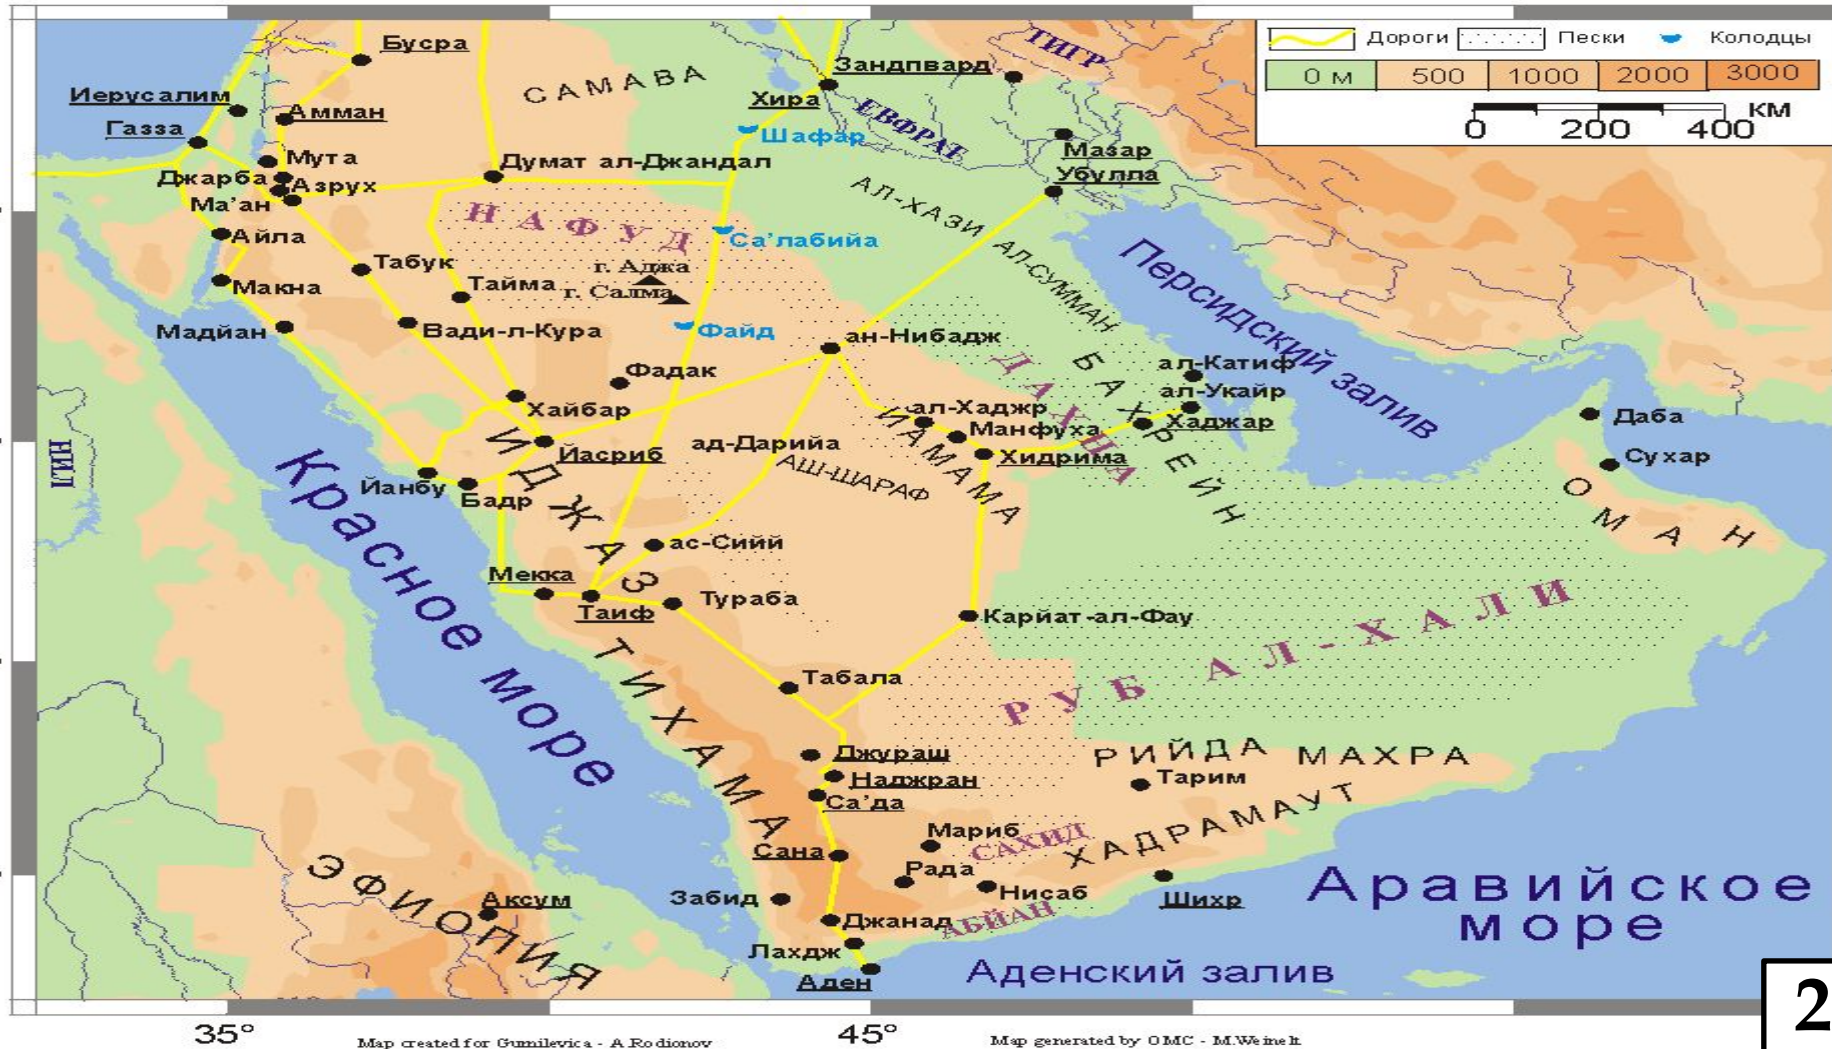 Дороги Пески Колодцы
0 м 500 1000 2000 3000
0 200 400 КМ
Бусра
Зандпвард
ТИГР
САМАВА
Иерусалим
Амман
Хира
ЕВФРАТ
Газза
Шафар
Мазар
Мута
Думат ал-Джандал
Убулла
Джарба
Азрух
АЛ-ХАЗИ
Ма'ан
НАФУД
Айла
Са'лабийа
АЛ-СУММАН
Персидский залив
Табук
г. Аджа
Макна
Тайма
г. Салма
Мадйан
Вади-л-Кура
Файд
ан-Нибадж
ДАХНА
БАХРЕЙН
ал-Катиф
Фадак
ал-Укайр
Хайбар
ал-Хаджр
Хаджар
Даба
НИЛ
Манфуха
ХИДЖАЗ
Йасриб
ад-Дарийа
ЙАМАМА
Хидрима
Сухар
АШ-ШАРАФ
Йанбу
Бадр
ОМАН
Красное море
ас-Сийй
Мекка
Таиф
Тураба
Карйат-ал-Фау
РУБ АЛ-ХАЛИ
ТИХАМА
Табала
Джураш
РИЙДА МАХРА
Наджран
Тарим
Са'да
ХАДРАМАУТ
Мариб
САХИД
Сана
Рада
ЭФИОПИЯ
Аксум
Забид
Нисаб
Шихр
Аравийское
море
Джанад
АБЙАН
Лахдж
Аден
Аденский залив
2
35° 45°
Map created for Gumilevica - A.Rodionov
Map generated by OMC - M.Weinelt